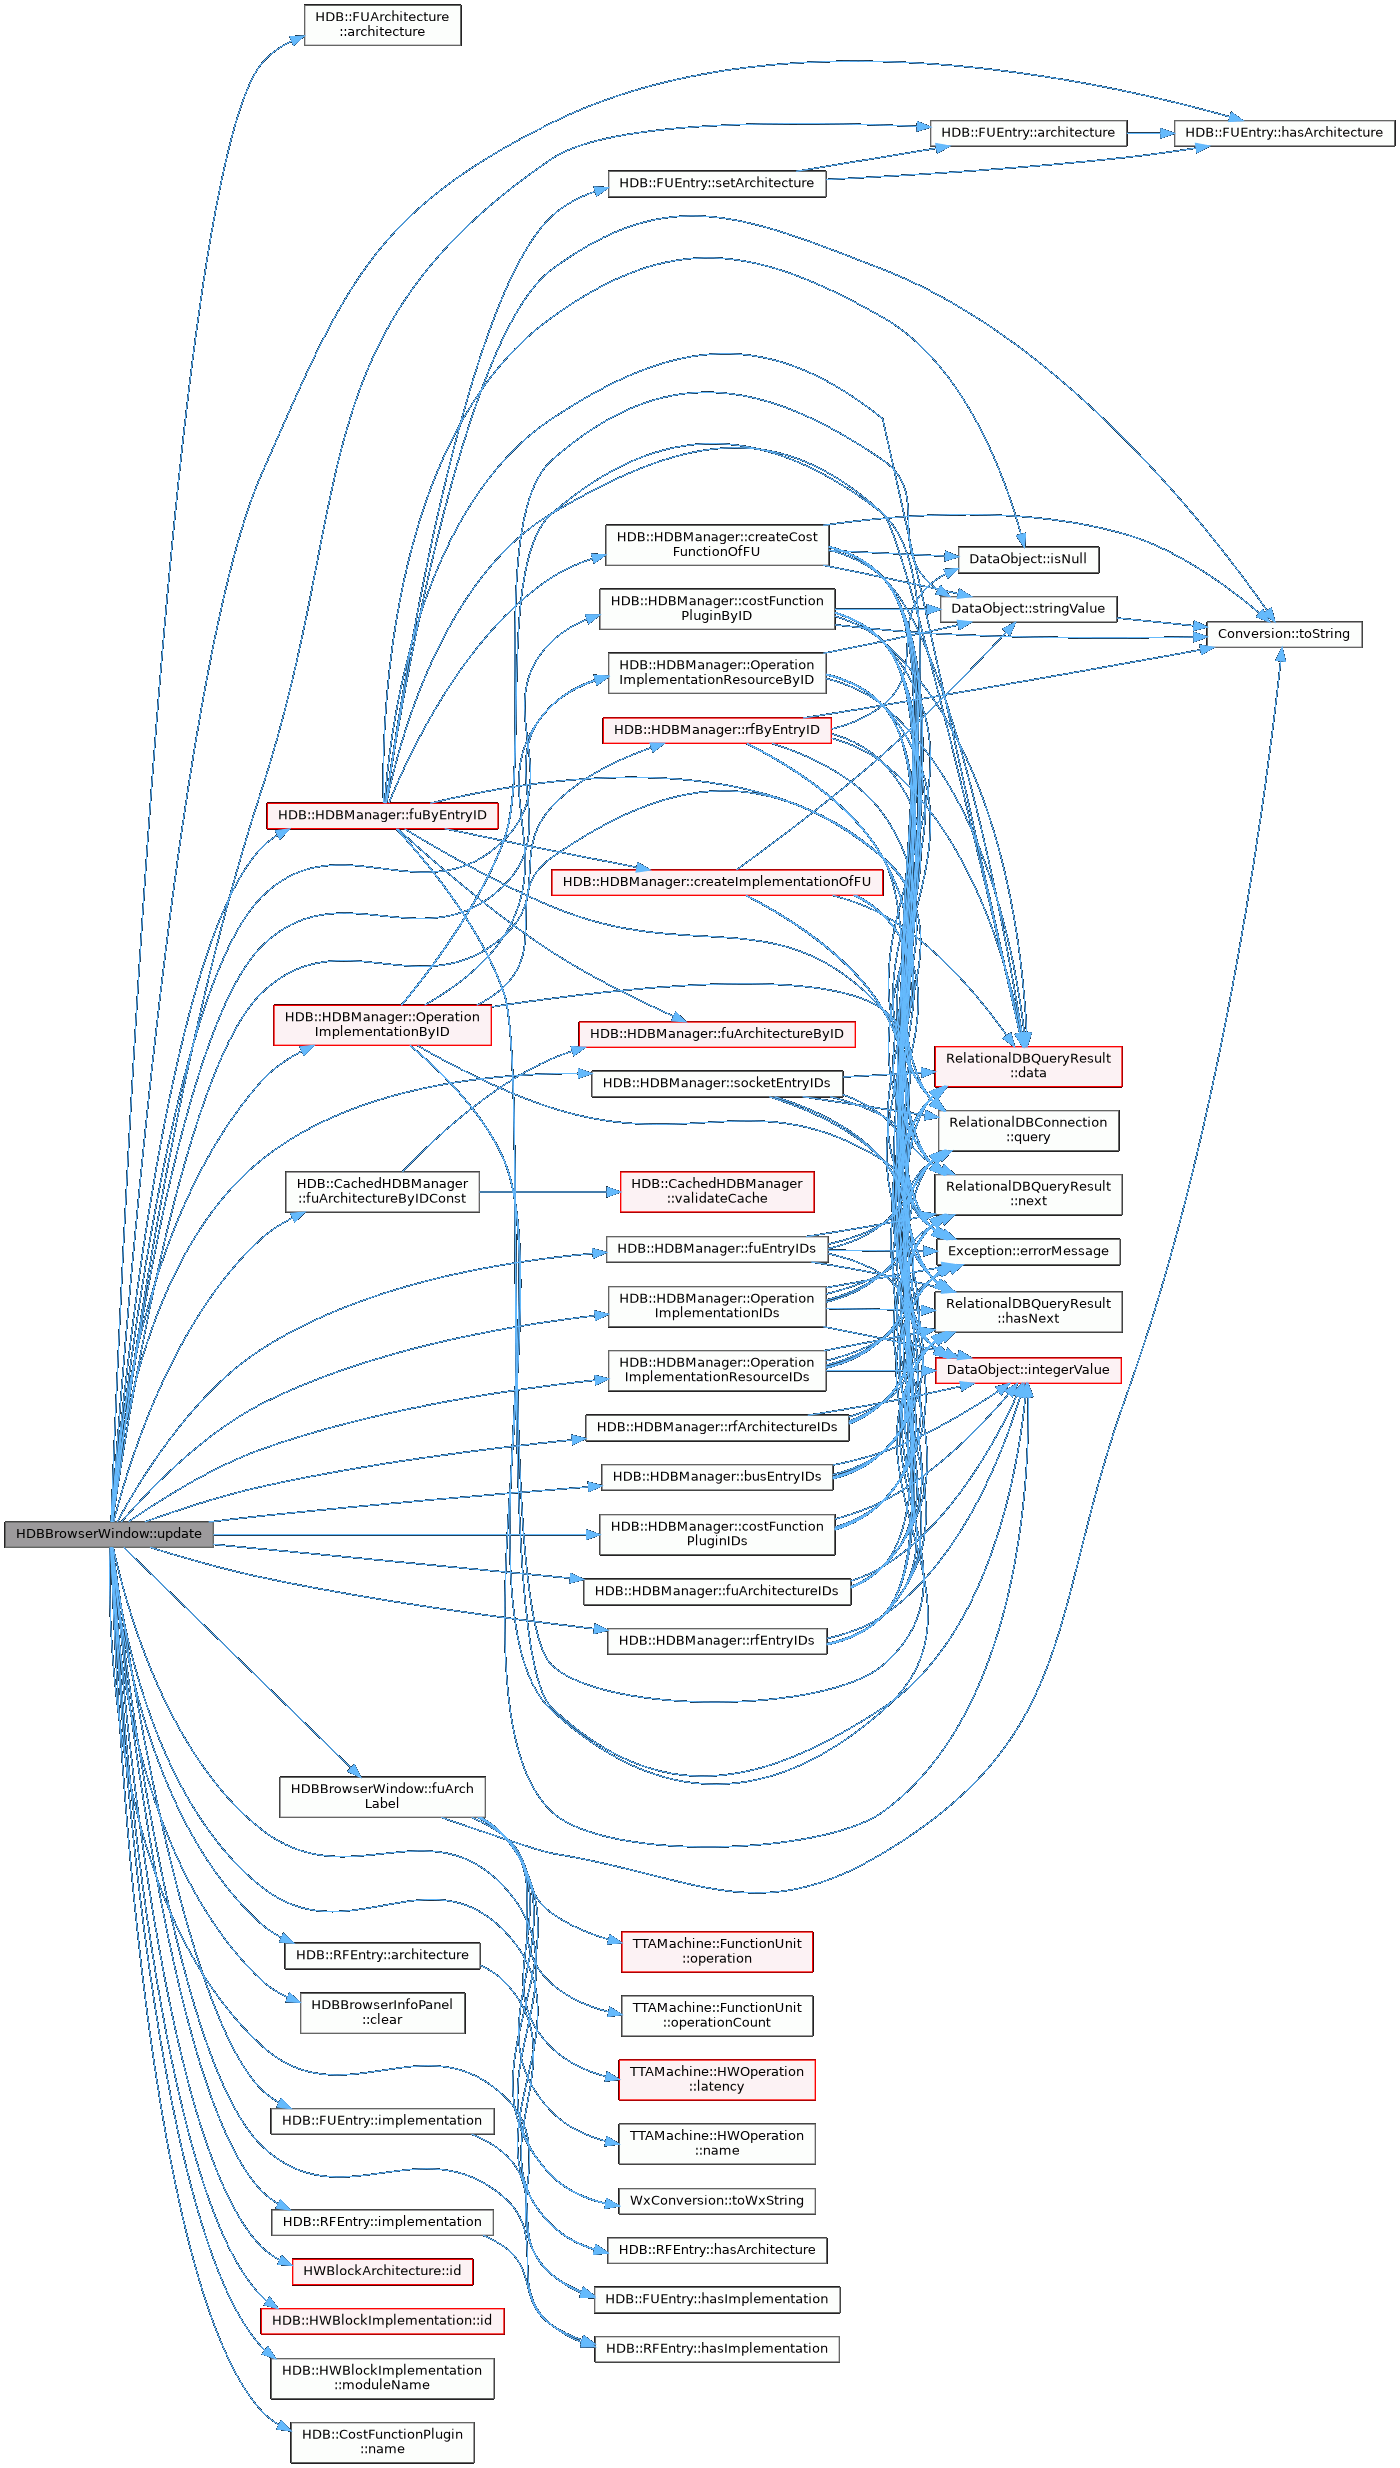 HDB::FUArchitecture
::architecture
HDB::FUEntry::architecture
HDB::FUEntry::hasArchitecture
HDB::FUEntry::setArchitecture
HDB::HDBManager::createCost
FunctionOfFU
DataObject::isNull
HDB::HDBManager::costFunction
PluginByID
DataObject::stringValue
Conversion::toString
HDB::HDBManager::Operation
ImplementationResourceByID
HDB::HDBManager::rfByEntryID
HDB::HDBManager::fuByEntryID
HDB::HDBManager::createImplementationOfFU
HDB::HDBManager::Operation
ImplementationByID
HDB::HDBManager::fuArchitectureByID
RelationalDBQueryResult
::data
HDB::HDBManager::socketEntryIDs
RelationalDBConnection
::query
HDB::CachedHDBManager
::fuArchitectureByIDConst
HDB::CachedHDBManager
::validateCache
RelationalDBQueryResult
::next
HDB::HDBManager::fuEntryIDs
Exception::errorMessage
HDB::HDBManager::Operation
ImplementationIDs
RelationalDBQueryResult
::hasNext
HDB::HDBManager::Operation
ImplementationResourceIDs
DataObject::integerValue
HDB::HDBManager::rfArchitectureIDs
HDB::HDBManager::busEntryIDs
HDBBrowserWindow::update
HDB::HDBManager::costFunction
PluginIDs
HDB::HDBManager::fuArchitectureIDs
HDB::HDBManager::rfEntryIDs
HDBBrowserWindow::fuArch
Label
TTAMachine::FunctionUnit
::operation
HDB::RFEntry::architecture
HDBBrowserInfoPanel
::clear
TTAMachine::FunctionUnit
::operationCount
TTAMachine::HWOperation
::latency
HDB::FUEntry::implementation
TTAMachine::HWOperation
::name
WxConversion::toWxString
HDB::RFEntry::implementation
HDB::RFEntry::hasArchitecture
HWBlockArchitecture::id
HDB::FUEntry::hasImplementation
HDB::HWBlockImplementation::id
HDB::RFEntry::hasImplementation
HDB::HWBlockImplementation
::moduleName
HDB::CostFunctionPlugin
::name